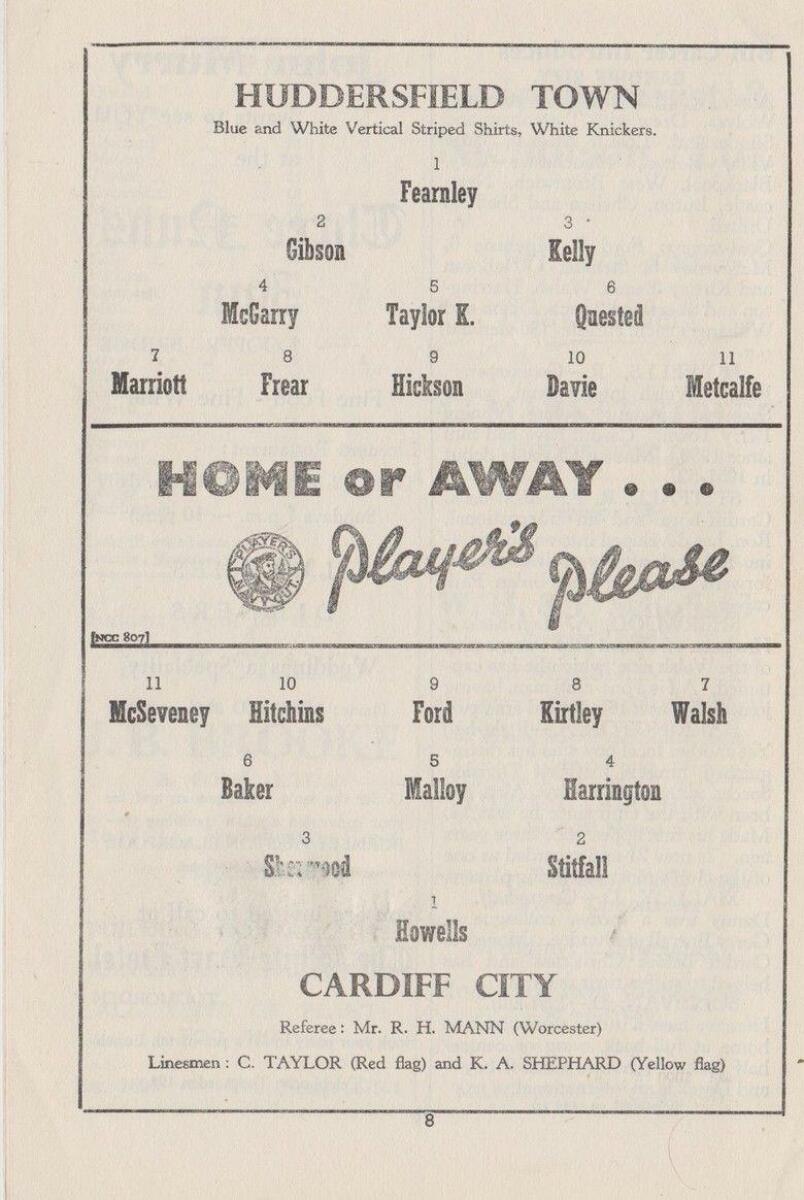 HUDDERSFIELD TOWN
Blue and White Vertical Striped Shirts, White Knickers.
1
Fearnley
2 3
Gibson Kelly
4 5 6
McGarry Taylor K. Quested
7 8 9 10 11
Marriott Frear Hickson Davie Metcalfe
HOME or AWAY...
PLAYER'S
NAVY CUT
Player's Please
[NCC 807]
11 10 9 8 7
McSeveney Hitchins Ford Kirtley Walsh
6 5 4
Baker Malloy Harrington
3 2
Sherwood Stitfall
1
Howells
CARDIFF CITY
Referee: Mr. R. H. MANN (Worcester)
Linesmen: C. TAYLOR (Red flag) and K. A. SHEPHARD (Yellow flag)
8